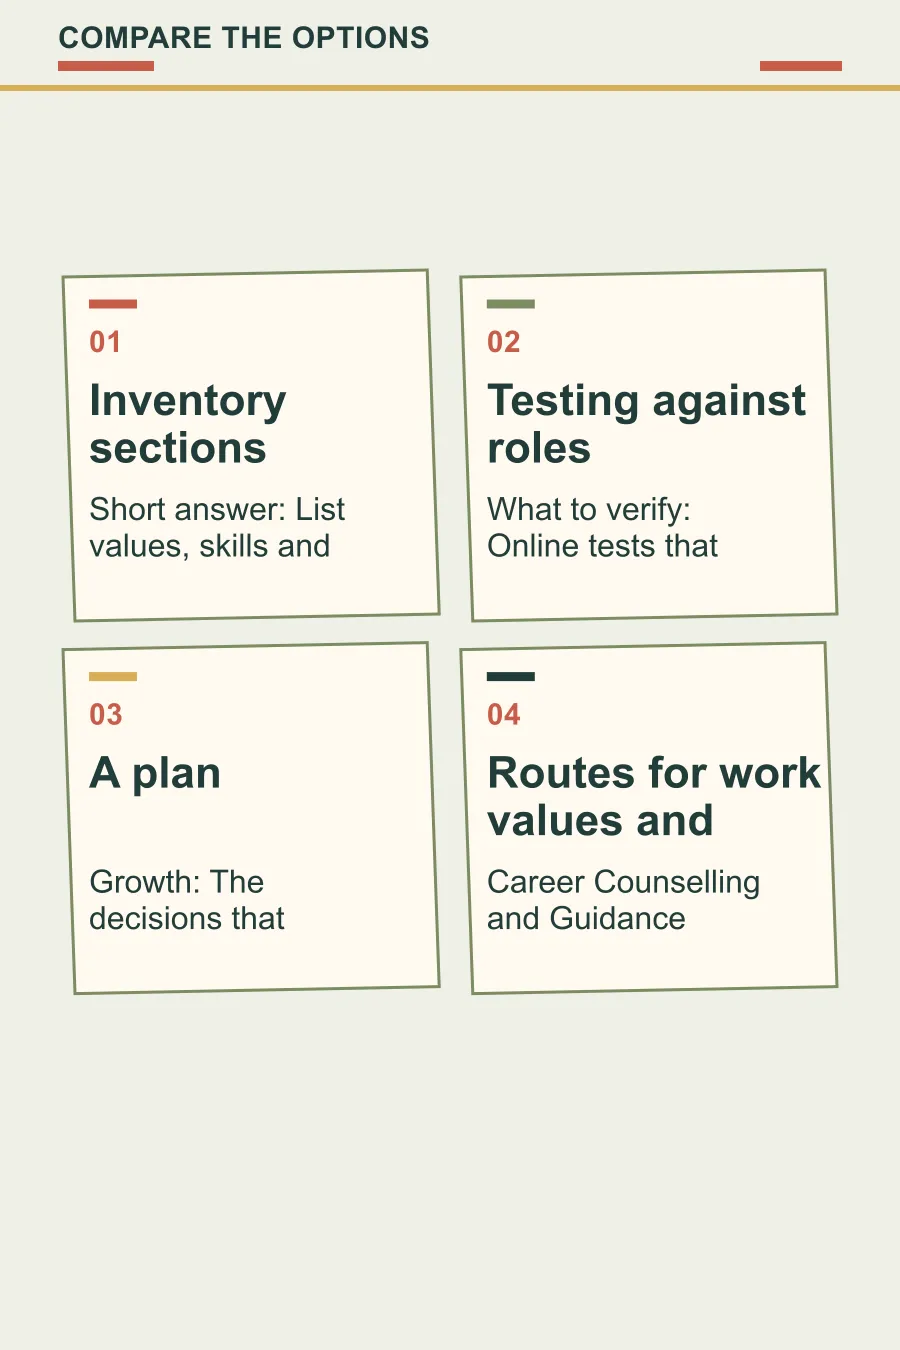 COMPARE THE OPTIONS
01
Inventory
sections
Short answer: List
values, skills and
02
Testing against
roles
What to verify:
Online tests that
03
A plan
Growth: The
decisions that
04
Routes for work
values and
Career Counselling
and Guidance